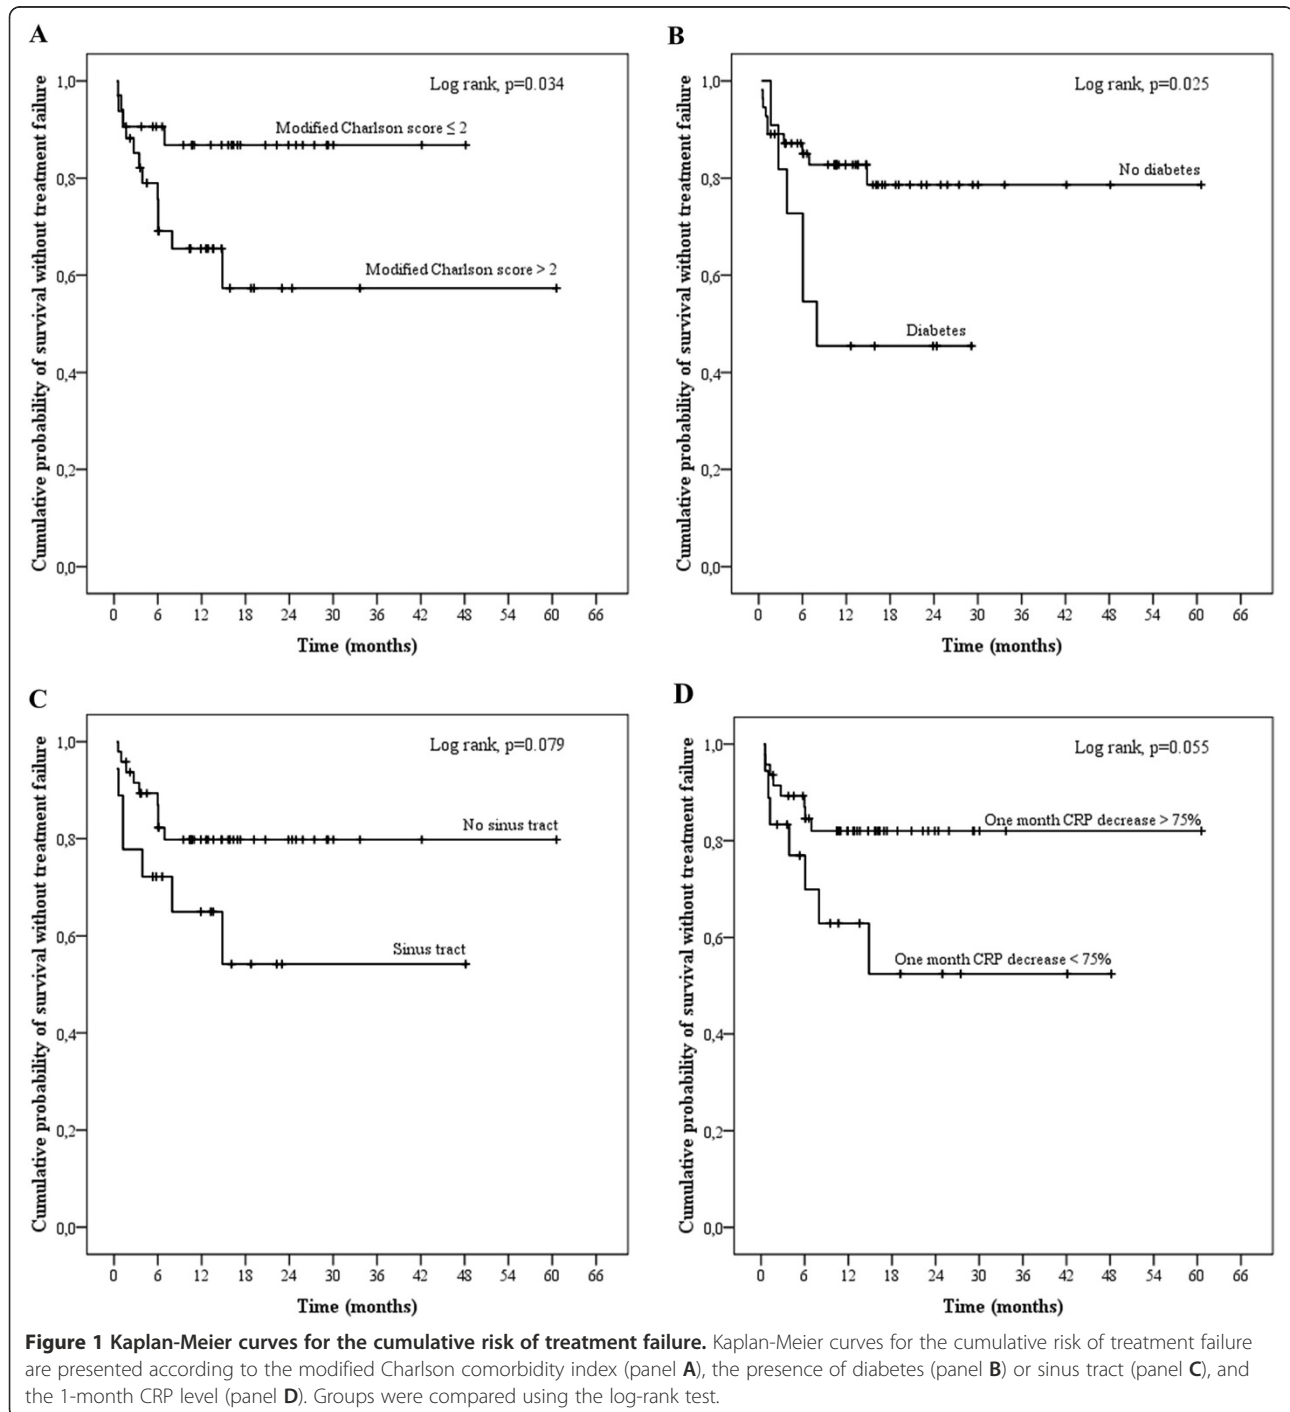 A
Log rank, p=0.034
Modified Charlson score ≤ 2
Modified Charlson score > 2
Cumulative probability of survival without treatment failure
1,0
0,8
0,6
0,4
0,2
0,0
0 6 12 18 24 30 36 42 48 54 60 66
Time (months)
B
Log rank, p=0.025
No diabetes
Diabetes
Cumulative probability of survival without treatment failure
1,0
0,8
0,6
0,4
0,2
0,0
0 6 12 18 24 30 36 42 48 54 60 66
Time (months)
C
Log rank, p=0.079
No sinus tract
Sinus tract
Cumulative probability of survival without treatment failure
1,0
0,8
0,6
0,4
0,2
0,0
0 6 12 18 24 30 36 42 48 54 60 66
Time (months)
D
Log rank, p=0.055
One month CRP decrease > 75%
One month CRP decrease < 75%
Cumulative probability of survival without treatment failure
1,0
0,8
0,6
0,4
0,2
0,0
0 6 12 18 24 30 36 42 48 54 60 66
Time (months)
Figure 1 Kaplan-Meier curves for the cumulative risk of treatment failure. Kaplan-Meier curves for the cumulative risk of treatment failure
are presented according to the modified Charlson comorbidity index (panel A), the presence of diabetes (panel B) or sinus tract (panel C), and
the 1-month CRP level (panel D). Groups were compared using the log-rank test.